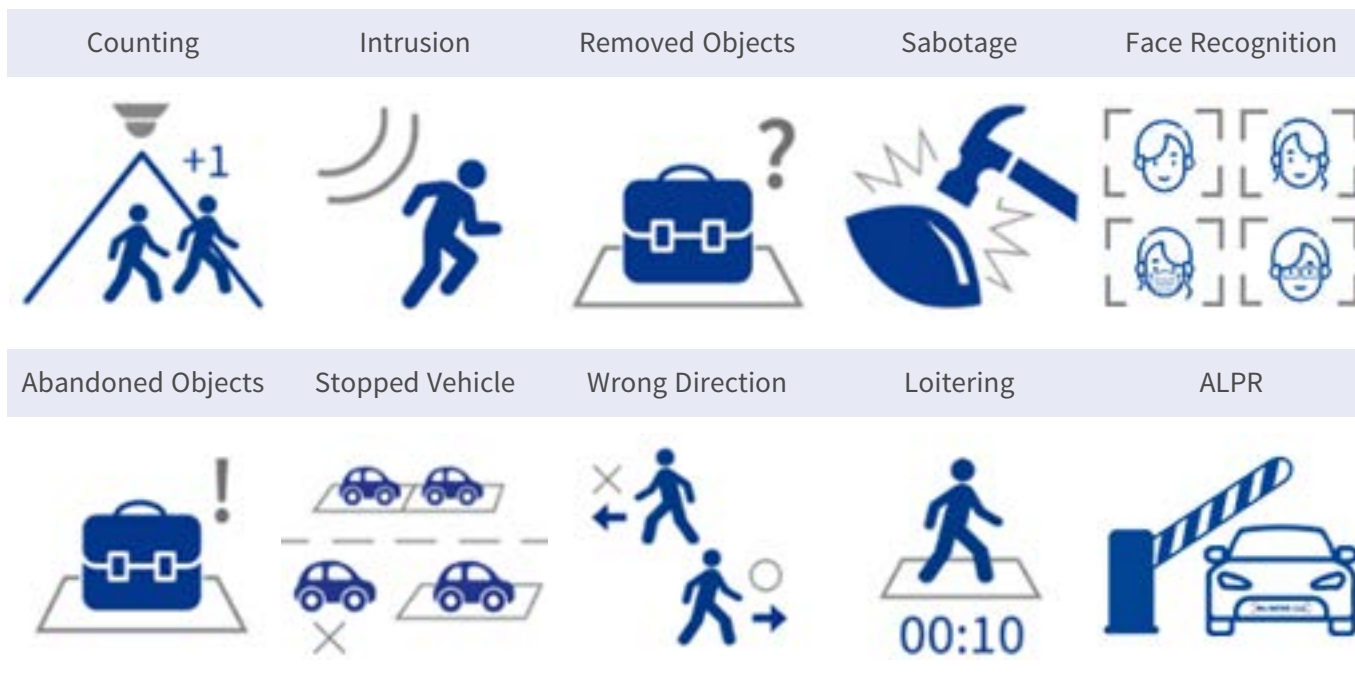 Counting Intrusion Removed Objects Sabotage Face Recognition
+1
?
Abandoned Objects Stopped Vehicle Wrong Direction Loitering ALPR
!
00:10